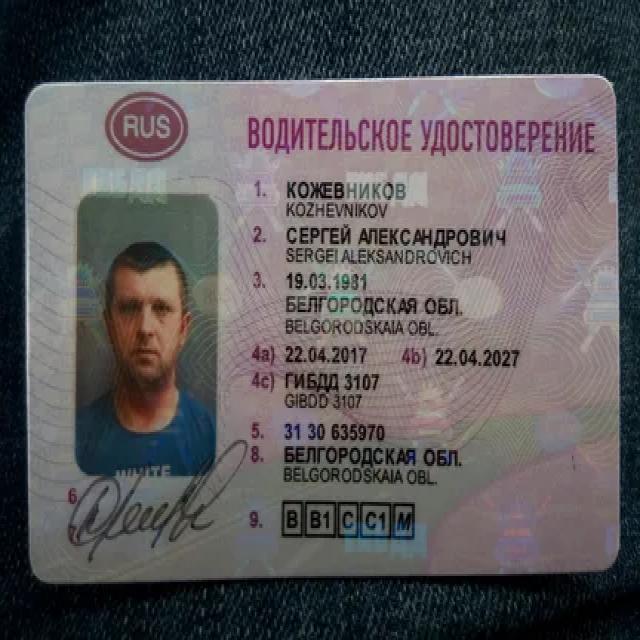 RUS
ВОДИТЕЛЬСКОЕ УДОСТОВЕРЕНИЕ
1. КОЖЕВНИКОВ
KOZHEVNIKOV
2. СЕРГЕЙ АЛЕКСАНДРОВИЧ
SERGEI ALEKSANDROVICH
3. 19.03.1981
БЕЛГОРОДСКАЯ ОБЛ.
BELGORODSKAIA OBL.
4a) 22.04.2017 4b) 22.04.2027
4c) ГИБДД 3107
GIBDD 3107
5. 31 30 635970
8. БЕЛГОРОДСКАЯ ОБЛ.
BELGORODSKAIA OBL.
6
9. B B1 C C1 M